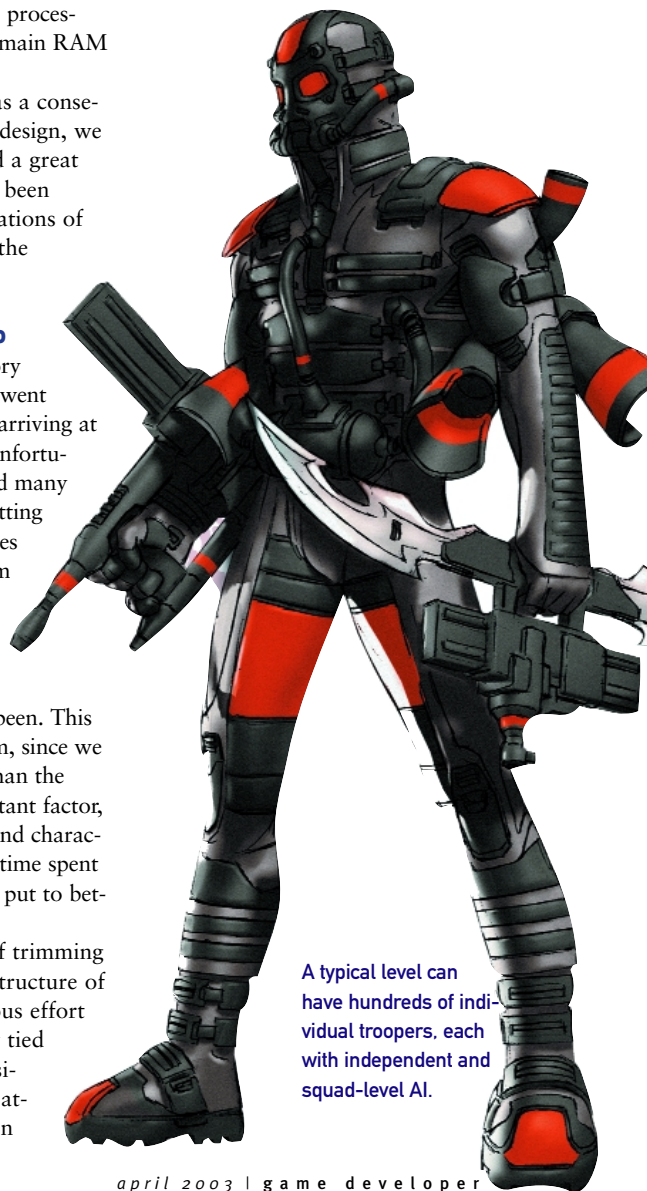 proces-
main RAM
as a conse-
design, we
d a great
been
ations of
the
ory
went
arriving at
nfortu-
d many
tting
es
m
been. This
n, since we
han the
tant factor,
nd charac-
time spent
put to bet-
f trimming
tructure of
ous effort
tied
si-
at-
n
A typical level can
have hundreds of indi-
vidual troopers, each
with independent and
squad-level AI.
april 2003 | game developer